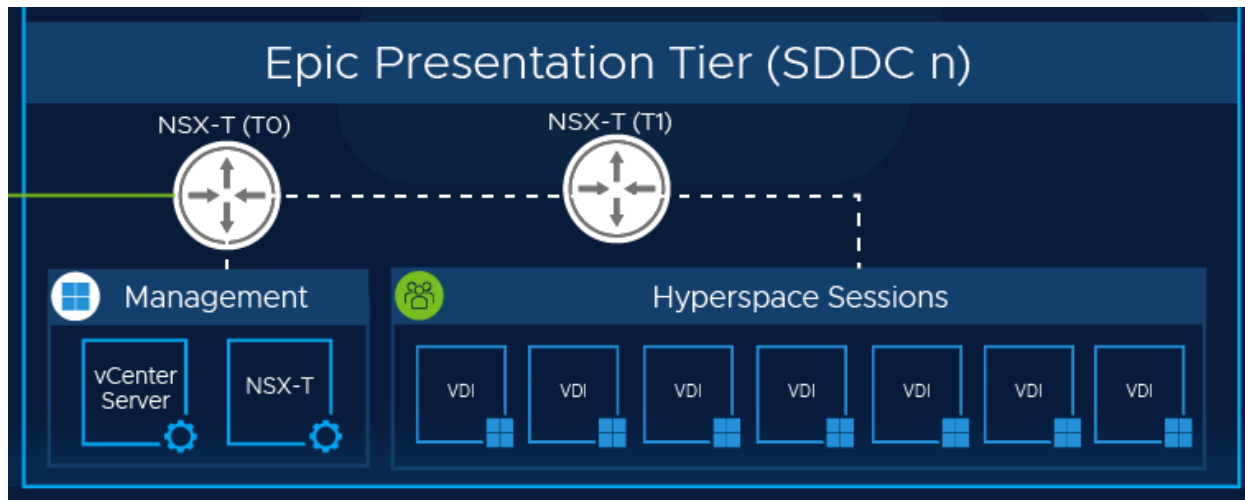 Epic Presentation Tier (SDDC n)
NSX-T (T0)
NSX-T (T1)
Management
Hyperspace Sessions
vCenter
Server
NSX-T
VDI
VDI
VDI
VDI
VDI
VDI
VDI